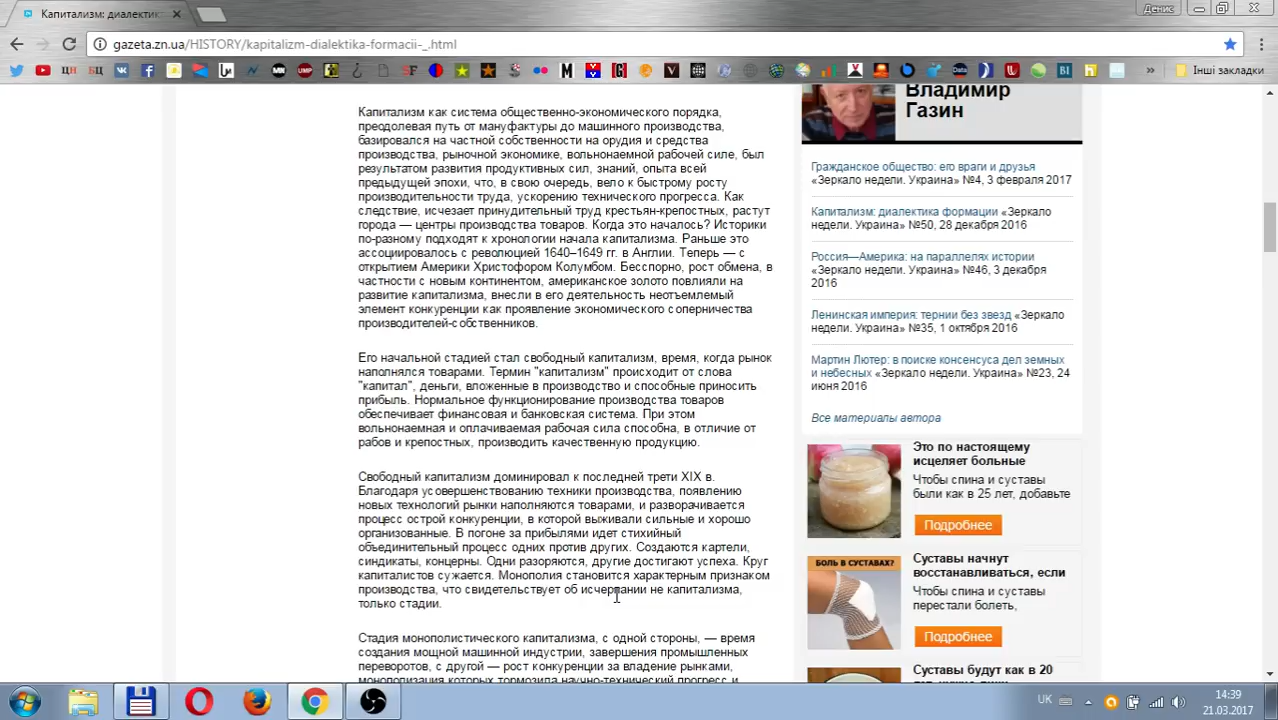 Капитализм: диалектик
Денис
gazeta.zn.ua/HISTORY/kapitalizm-dialektika-formacii-_.html
Інші закладки
Капитализм как система общественно-экономического порядка,
преодолевая путь от мануфактуры до машинного производства,
базировался на частной собственности на орудия и средства
производства, рыночной экономике, вольнонаемной рабочей силе, был
результатом развития продуктивных сил, знаний, опыта всей
предыдущей эпохи, что, в свою очередь, вело к быстрому росту
производительности труда, ускорению технического прогресса. Как
следствие, исчезает принудительный труд крестьян-крепостных, растут
города — центры производства товаров. Когда это началось? Историки
по-разному подходят к хронологии начала капитализма. Раньше это
ассоциировалось с революцией 1640–1649 гг. в Англии. Теперь — с
открытием Америки Христофором Колумбом. Бесспорно, рост обмена, в
частности с новым континентом, американское золото повлияли на
развитие капитализма, внесли в его деятельность неотъемлемый
элемент конкуренции как проявление экономического соперничества
производителей-собственников.
Его начальной стадией стал свободный капитализм, время, когда рынок
наполнялся товарами. Термин "капитализм" происходит от слова
"капитал", деньги, вложенные в производство и способные приносить
прибыль. Нормальное функционирование производства товаров
обеспечивает финансовая и банковская система. При этом
вольнонаемная и оплачиваемая рабочая сила способна, в отличие от
рабов и крепостных, производить качественную продукцию.
Свободный капитализм доминировал к последней трети XIX в.
Благодаря усовершенствованию техники производства, появлению
новых технологий рынки наполняются товарами, и разворачивается
процесс острой конкуренции, в которой выживали сильные и хорошо
организованные. В погоне за прибылями идет стихийный
объединительный процесс одних против других. Создаются картели,
синдикаты, концерны. Одни разоряются, другие достигают успеха. Круг
капиталистов сужается. Монополия становится характерным признаком
производства, что свидетельствует об исчерпании не капитализма,
только стадии.
Стадия монополистического капитализма, с одной стороны, — время
создания мощной машинной индустрии, завершения промышленных
переворотов, с другой — рост конкуренции за владение рынками,
монополизация которых тормозила научно-технический прогресс и
Владимир
Газин
Гражданское общество: его враги и друзья
«Зеркало недели. Украина» №4, 3 февраля 2017
Капитализм: диалектика формации «Зеркало
недели. Украина» №50, 28 декабря 2016
Россия—Америка: на параллелях истории
«Зеркало недели. Украина» №46, 3 декабря
2016
Ленинская империя: тернии без звезд «Зеркало
недели. Украина» №35, 1 октября 2016
Мартин Лютер: в поиске консенсуса дел земных
и небесных «Зеркало недели. Украина» №23, 24
июня 2016
Все материалы автора
Это по настоящему
исцеляет больные
Чтобы спина и суставы
были как в 25 лет, добавьте
Подробнее
БОЛЬ В СУСТАВАХ?
Суставы начнут
восстанавливаться, если
Чтобы спина и суставы
перестали болеть,
Подробнее
Суставы будут как в 20
UK
14:39
21.03.2017